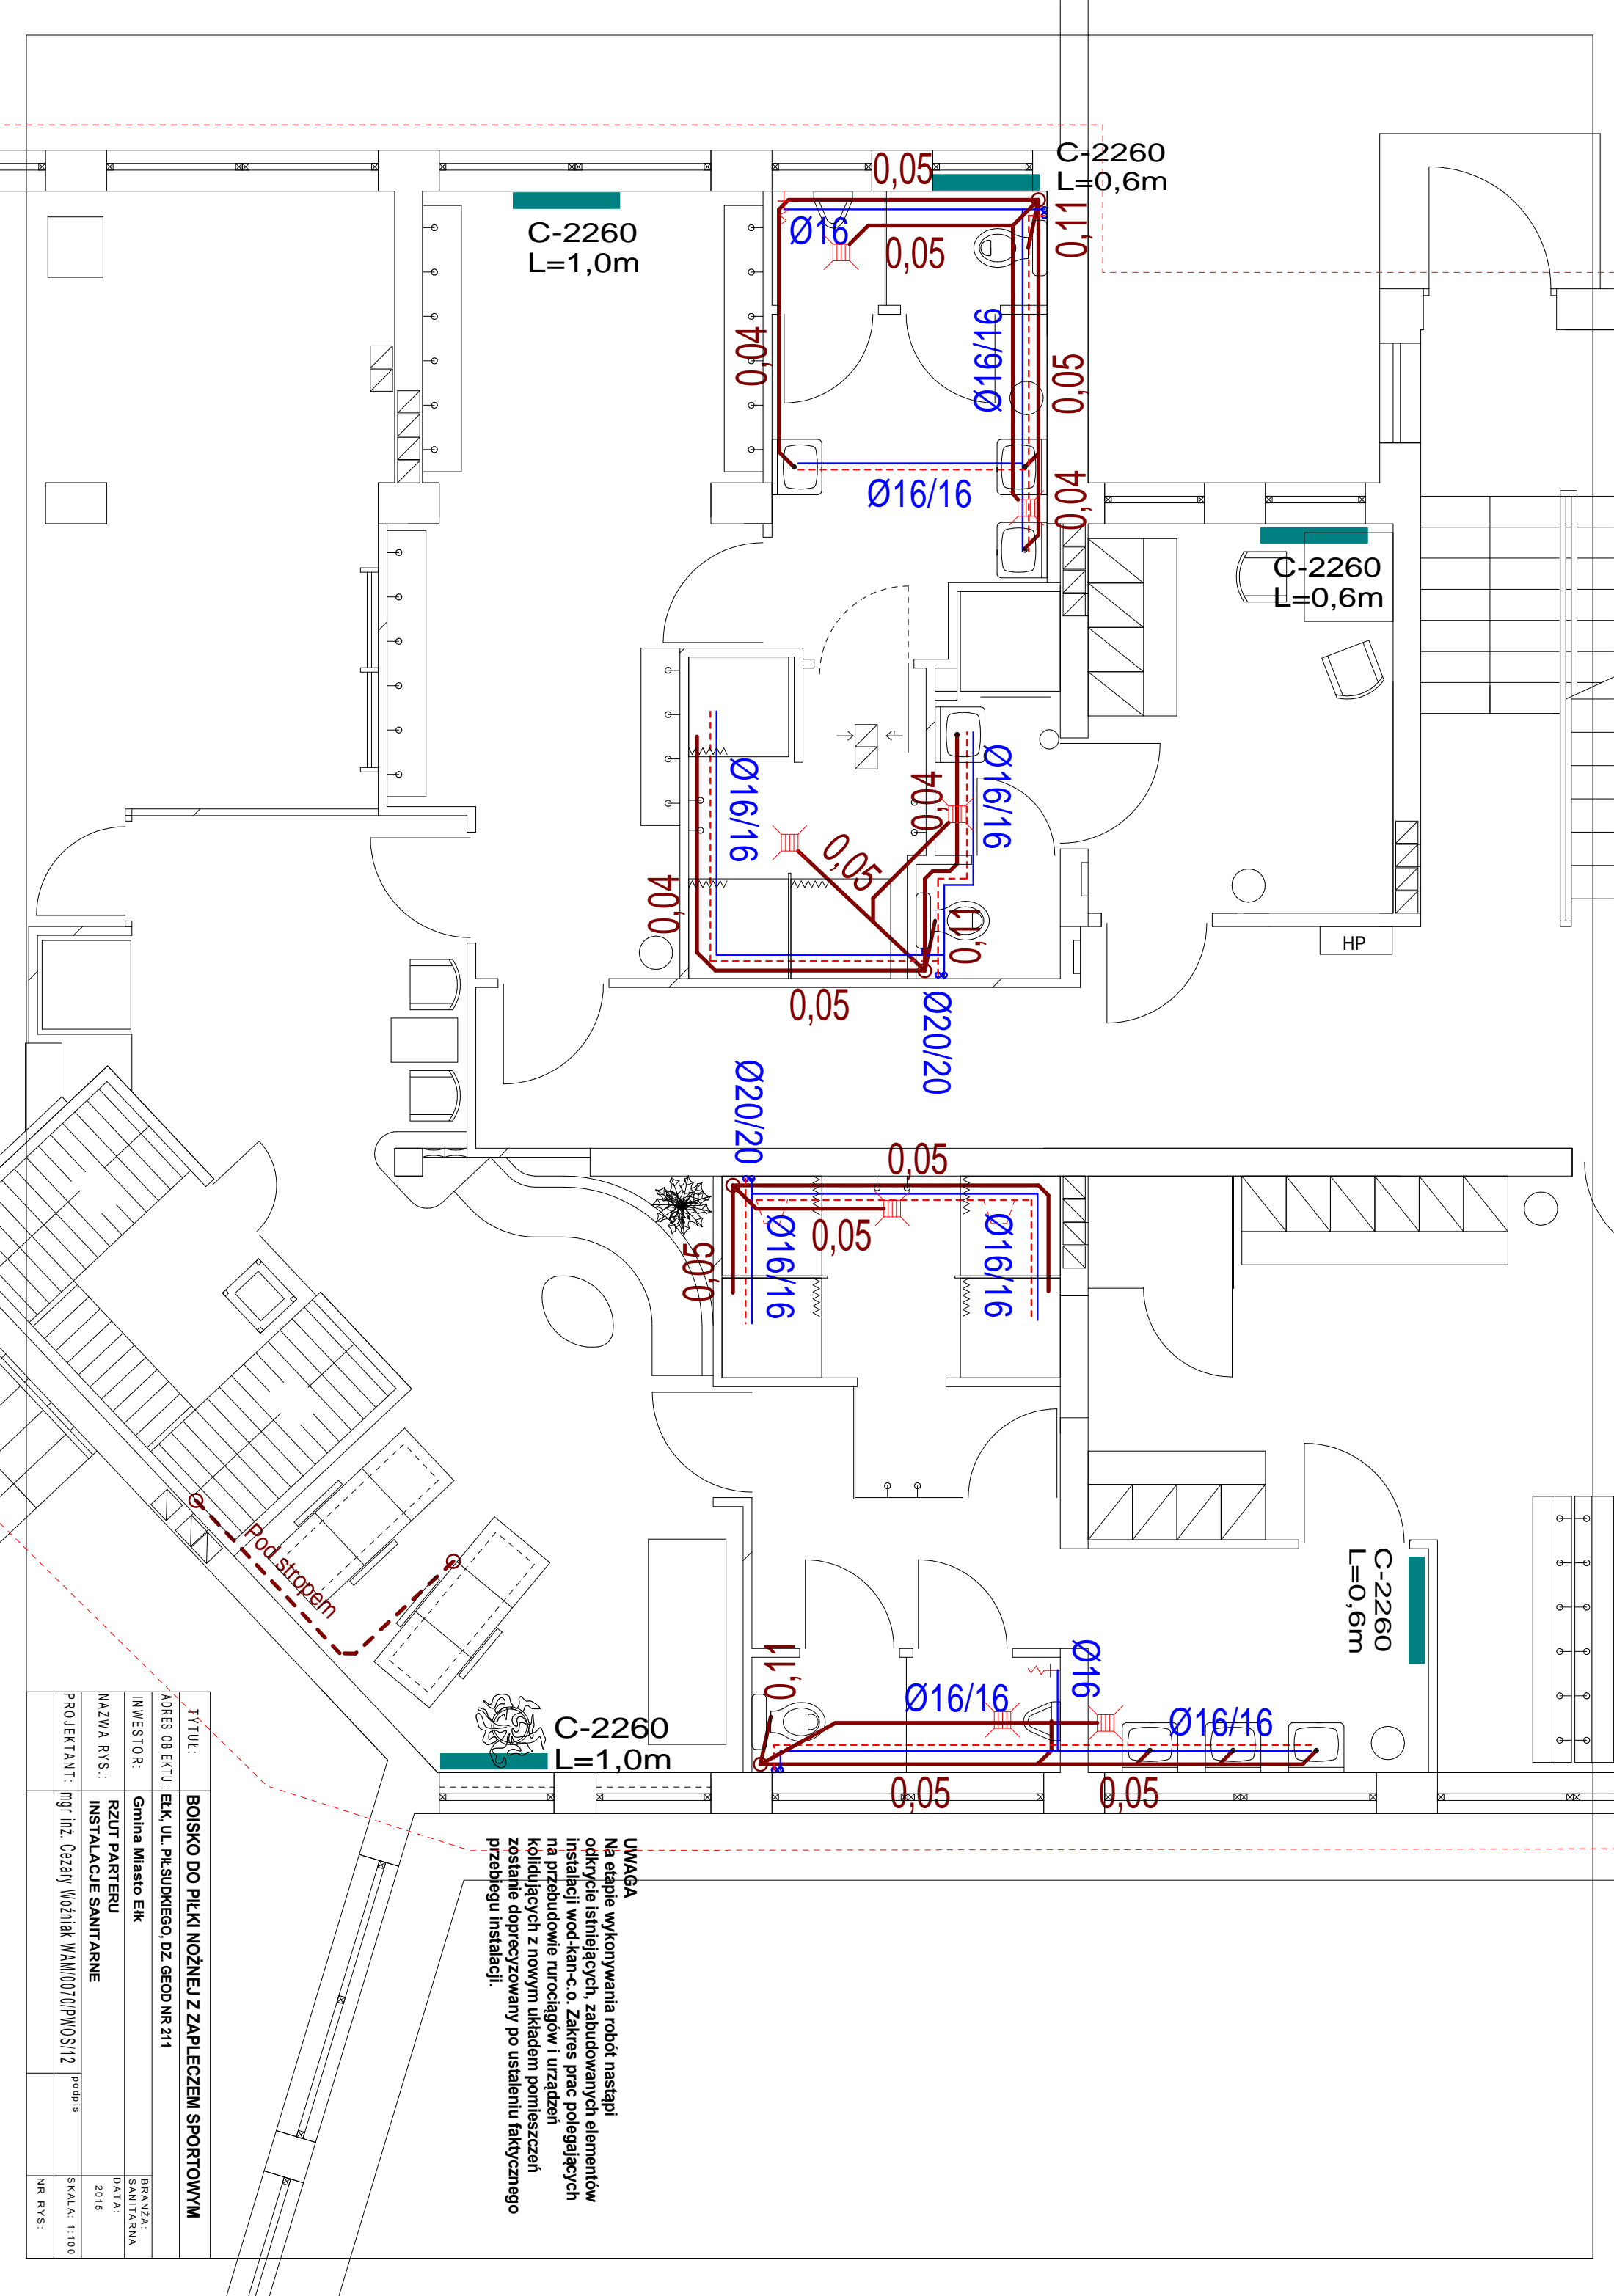 C-2260
L=0,6m
0,05
C-2260
L=1,0m
Ø16
0,05
0,11
0,04
Ø16/16
0,05
Ø16/16
0,04
C-2260
L=0,6m
Ø16/16
0,04
Ø16/16
0,05
0,04
0,11
HP
0,05
Ø20/20
Ø20/20
0,05
0,05
Ø16/16
0,05
Ø16/16
Pod stropem
C-2260
L=0,6m
0,11
Ø16/16
Ø16
Ø16/16
C-2260
L=1,0m
0,05
0,05
UWAGA
Na etapie wykonywania robót nastąpi
odkrycie istniejących, zabudowanych elementów
instalacji wod-kan-c.o. Zakres prac polegających
na przebudowie rurociągów i urządzeń
kolidujących z nowym układem pomieszczeń
zostanie doprecyzowany po ustaleniu faktycznego
przebiegu instalacji.
TYTUŁ:
BOISKO DO PIŁKI NOŻNEJ Z ZAPLECZEM SPORTOWYM
ADRES OBIEKTU:
EŁK, UL. PIŁSUDKIEGO, DZ. GEOD NR 211
INWESTOR:
Gmina Miasto Ełk
BRANŻA:
SANITARNA
NAZWA RYS.:
RZUT PARTERU
INSTALACJE SANITARNE
DATA:
2015
PROJEKTANT:
mgr inż. Cezary Woźniak WAM/0070/PWOS/12
podpis
SKALA: 1:100
NR RYS: